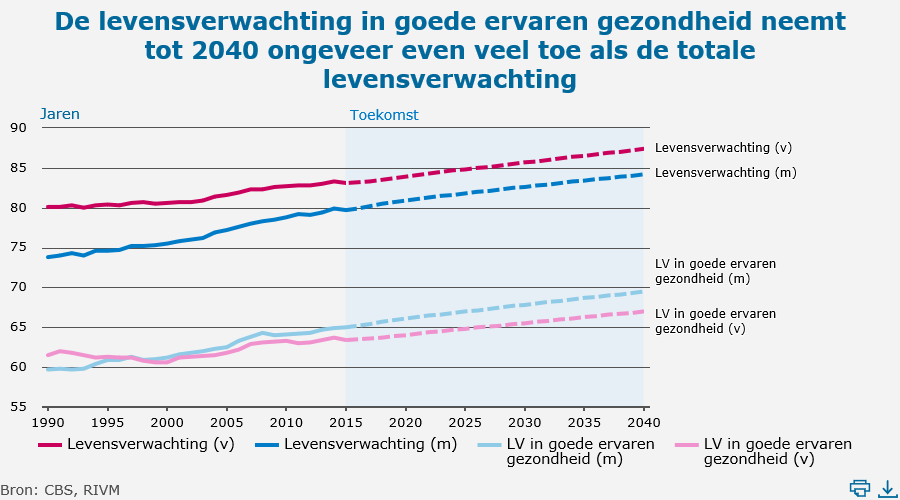 De levensverwachting in goede ervaren gezondheid neemt
tot 2040 ongeveer even veel toe als de totale
levensverwachting
Jaren
Toekomst
90
85
80
75
70
65
60
55
1990 1995 2000 2005 2010 2015 2020 2025 2030 2035 2040
Levensverwachting (v)
Levensverwachting (m)
LV in goede ervaren
gezondheid (m)
LV in goede ervaren
gezondheid (v)
Levensverwachting (v)
Levensverwachting (m)
LV in goede ervaren
gezondheid (m)
LV in goede ervaren
gezondheid (v)
Bron: CBS, RIVM